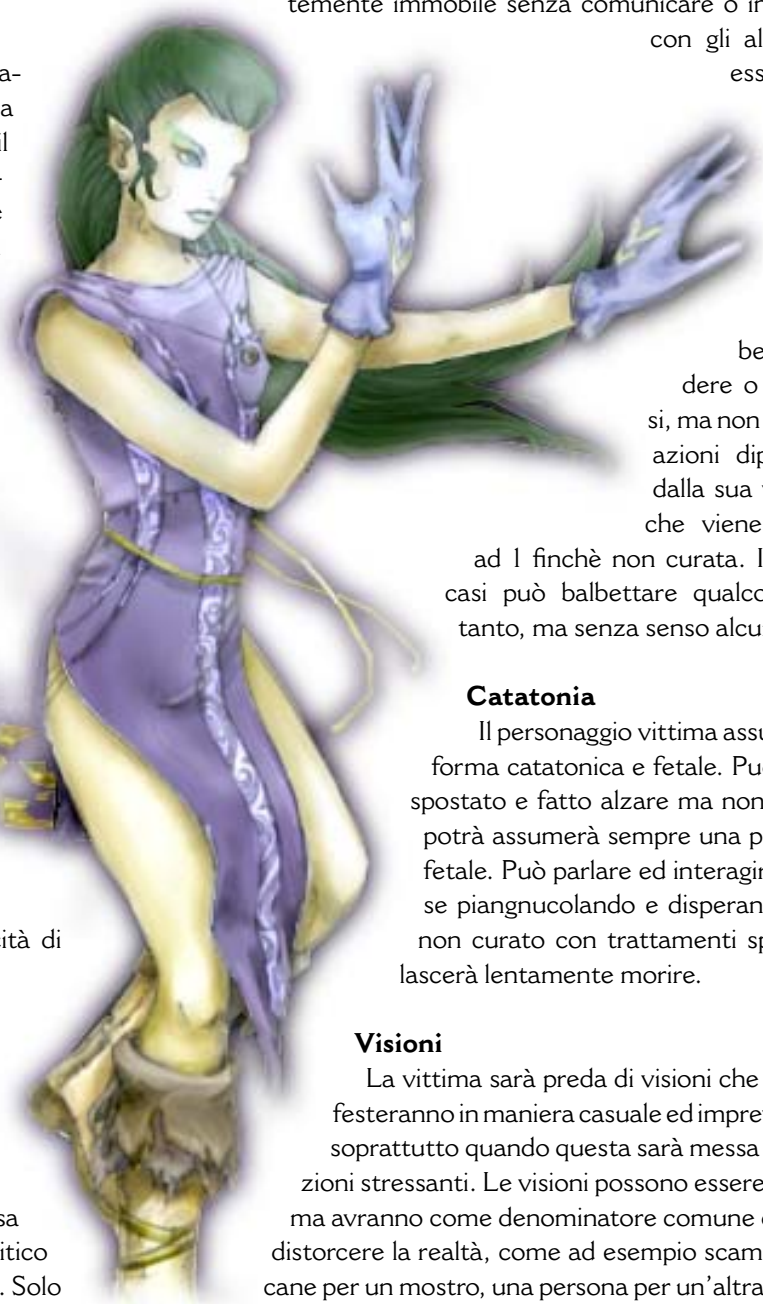 temente immobile senza comunicare o in
con gli al
ess
a-
a
il
e
be
dere o
si, ma non
azioni dip
dalla sua
che viene
ad 1 finchè non curata. I
casi può balbettare qualco
tanto, ma senza senso alcu
Catatonia
Il personaggio vittima assu
forma catatonica e fetale. Pu
spostato e fatto alzare ma non
potrà assumerà sempre una p
fetale. Può parlare ed interagir
se piangnucolando e disperan
non curato con trattamenti sp
lascerà lentamente morire.
ità di
Visioni
La vittima sarà preda di visioni che
festeranno in maniera casuale ed impre
soprattutto quando questa sarà messa
zioni stressanti. Le visioni possono essere
ma avranno come denominatore comune
distorcere la realtà, come ad esempio scam
cane per un mostro, una persona per un'altra
sa
itico
. Solo